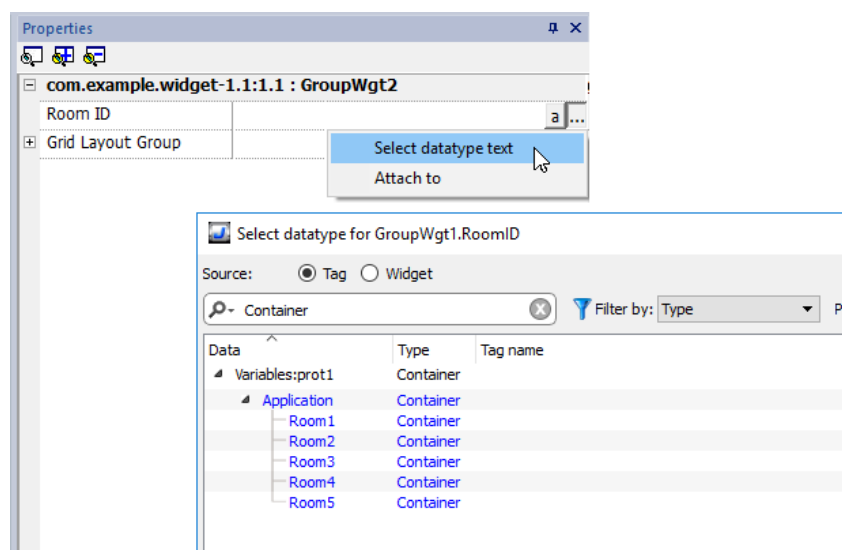 Properties
com.example.widget-1.1:1.1 : GroupWgt2
Room ID a ...
Grid Layout Group
Select datatype text
Attach to
Select datatype for GroupWgt1.RoomID
Source: Tag Widget
Container Filter by: Type P
Data Type Tag name
Variables:prot1 Container
Application Container
Room1 Container
Room2 Container
Room3 Container
Room4 Container
Room5 Container